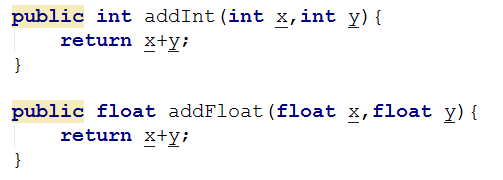 public int addInt(int x,int y){
    return x+y;
}
public float addFloat(float x,float y){
    return x+y;
}